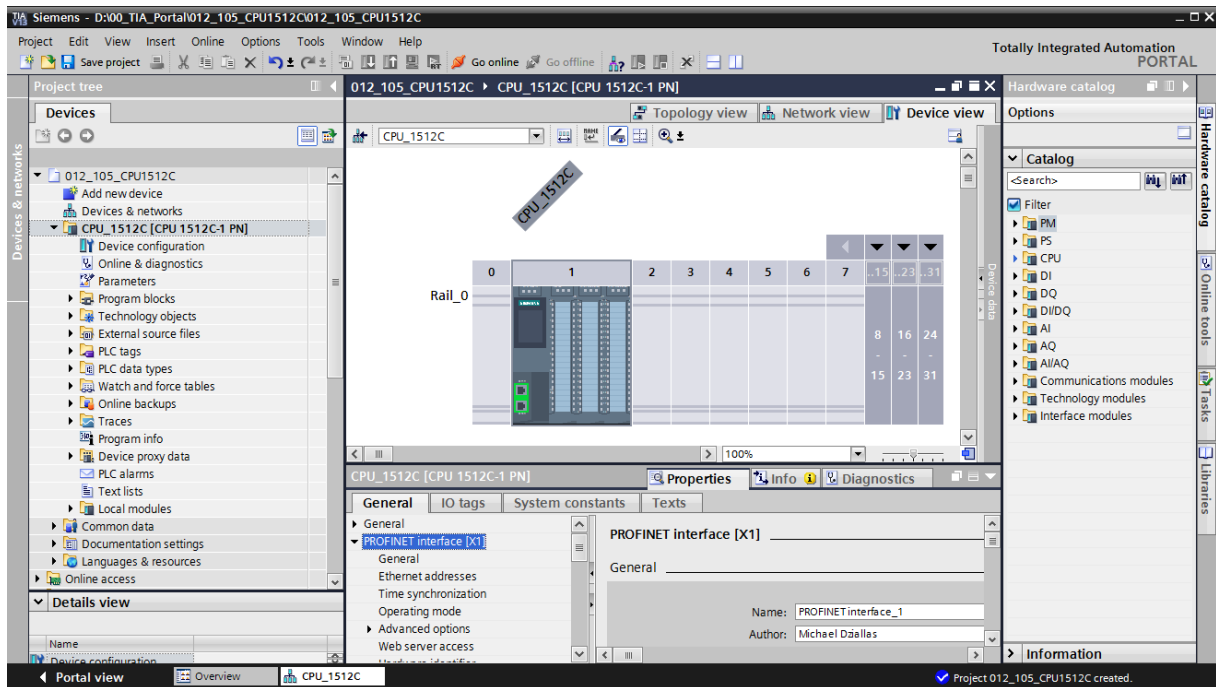 Siemens - D:\00_TIA_Portal\012_105_CPU1512C\012_105_CPU1512C
Project Edit View Insert Online Options Tools Window Help
Save project Go online Go offline
Totally Integrated Automation
PORTAL
Project tree
Devices
Devices & networks
012_105_CPU1512C
Add new device
Devices & networks
CPU_1512C [CPU 1512C-1 PN]
Device configuration
Online & diagnostics
Parameters
Program blocks
Technology objects
External source files
PLC tags
PLC data types
Watch and force tables
Online backups
Traces
Program info
Device proxy data
PLC alarms
Text lists
Local modules
Common data
Documentation settings
Languages & resources
Online access
Details view
Name
Device configuration
012_105_CPU1512C CPU_1512C [CPU 1512C-1 PN]
Topology view Network view Device view
CPU_1512C
CPU_1512C
0 1 2 3 4 5 6 7 ..15 ..23 ..31
Rail_0
SIEMENS
8 16 24
- - -
15 23 31
Device data
100%
CPU_1512C [CPU 1512C-1 PN]
Properties Info Diagnostics
General IO tags System constants Texts
General
PROFINET interface [X1]
General
Ethernet addresses
Time synchronization
Operating mode
Advanced options
Web server access
Hardware identifier
PROFINET interface [X1]
General
Name: PROFINET interface_1
Author: Michael Dziallas
Hardware catalog
Options
Catalog
<Search>
Filter
PM
PS
CPU
DI
DQ
DI/DQ
AI
AQ
AI/AQ
Communications modules
Technology modules
Interface modules
Information
Hardware catalog
Online tools
Tasks
Libraries
Portal view Overview CPU_1512C
Project 012_105_CPU1512C created.